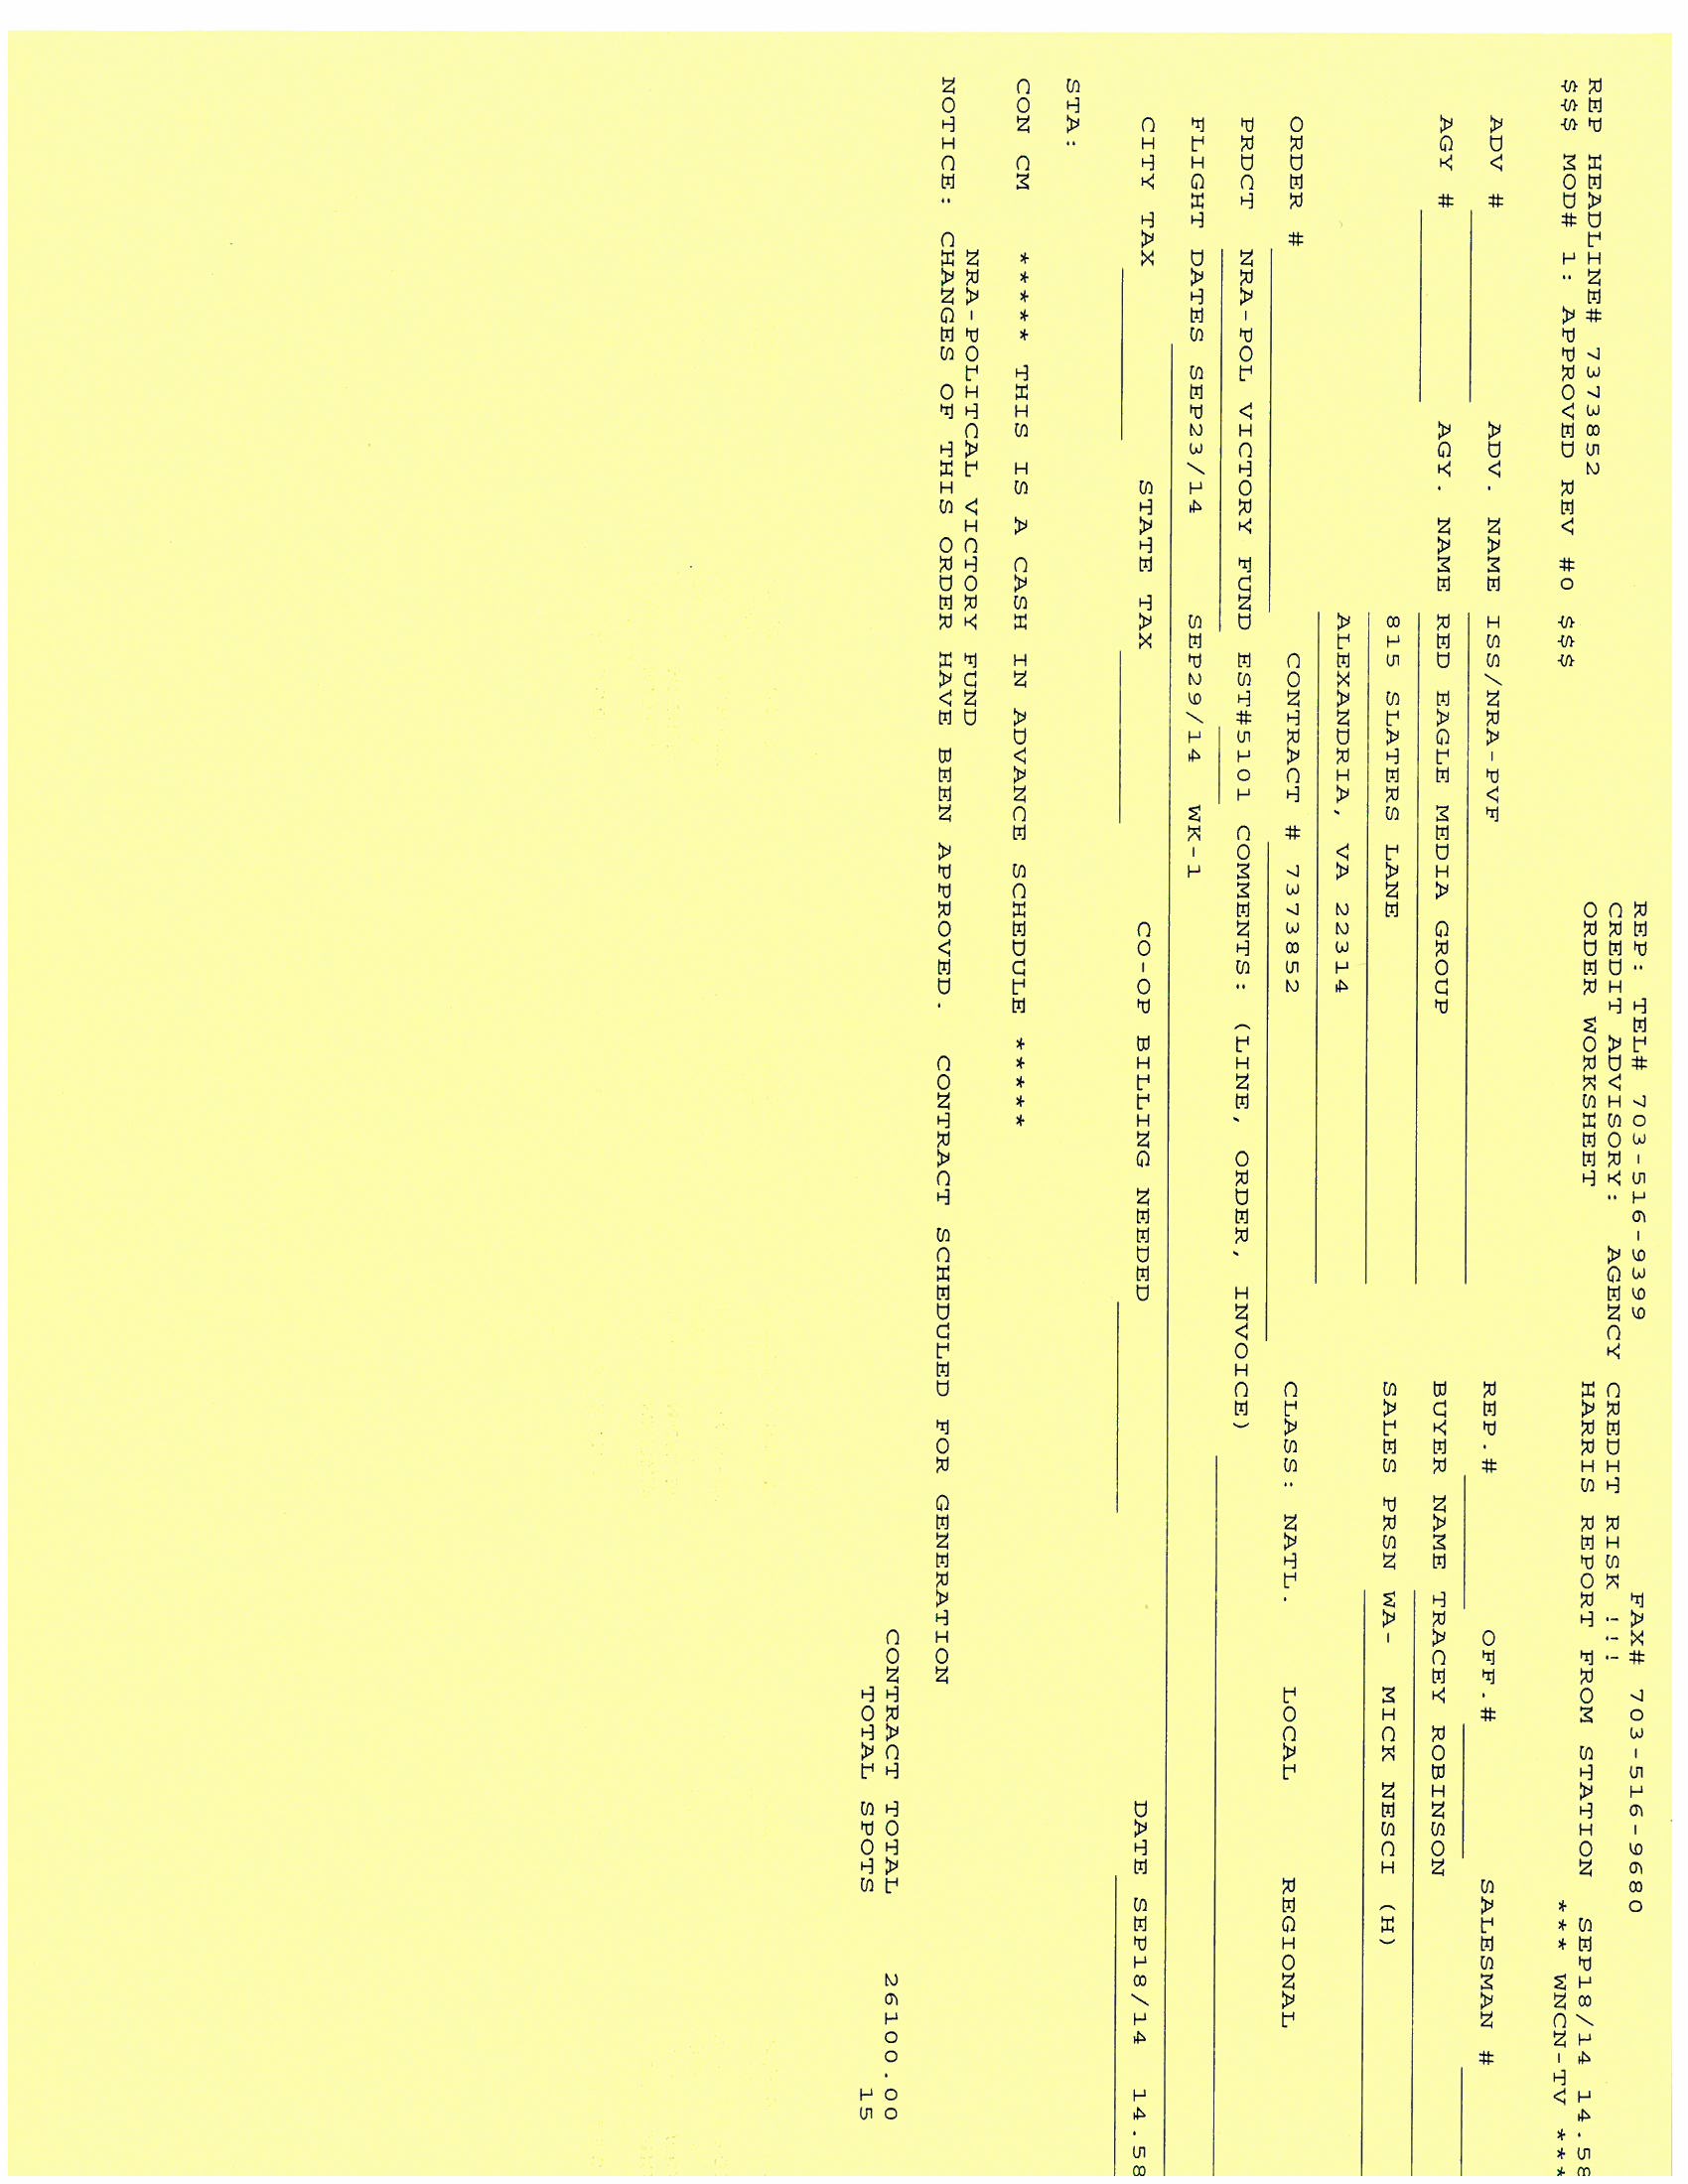 REP: TEL# 703-516-9399 FAX# 703-516-9680
CREDIT ADVISORY: AGENCY CREDIT RISK !!!
ORDER WORKSHEET HARRIS REPORT FROM STATION SEP18/14 14.58
REP HEADLINE# 7373852
$$$ MOD# 1: APPROVED REV #0 $$$ *** WNCN-TV ***
ADV # ADV. NAME ISS/NRA-PVF REP.# OFF.# SALESMAN #
AGY # AGY. NAME RED EAGLE MEDIA GROUP BUYER NAME TRACEY ROBINSON
815 SLATERS LANE SALES PRSN WA- MICK NESCI (H)
ALEXANDRIA, VA 22314
ORDER # CONTRACT # 7373852 CLASS: NATL. LOCAL REGIONAL
PRDCT NRA-POL VICTORY FUND EST#5101 COMMENTS: (LINE, ORDER, INVOICE)
FLIGHT DATES SEP23/14 SEP29/14 WK-1
CITY TAX STATE TAX CO-OP BILLING NEEDED DATE SEP18/14 14.58
STA:
CON CM ***** THIS IS A CASH IN ADVANCE SCHEDULE *****
NRA-POLITCAL VICTORY FUND
NOTICE: CHANGES OF THIS ORDER HAVE BEEN APPROVED. CONTRACT SCHEDULED FOR GENERATION
CONTRACT TOTAL 26100.00
TOTAL SPOTS 15